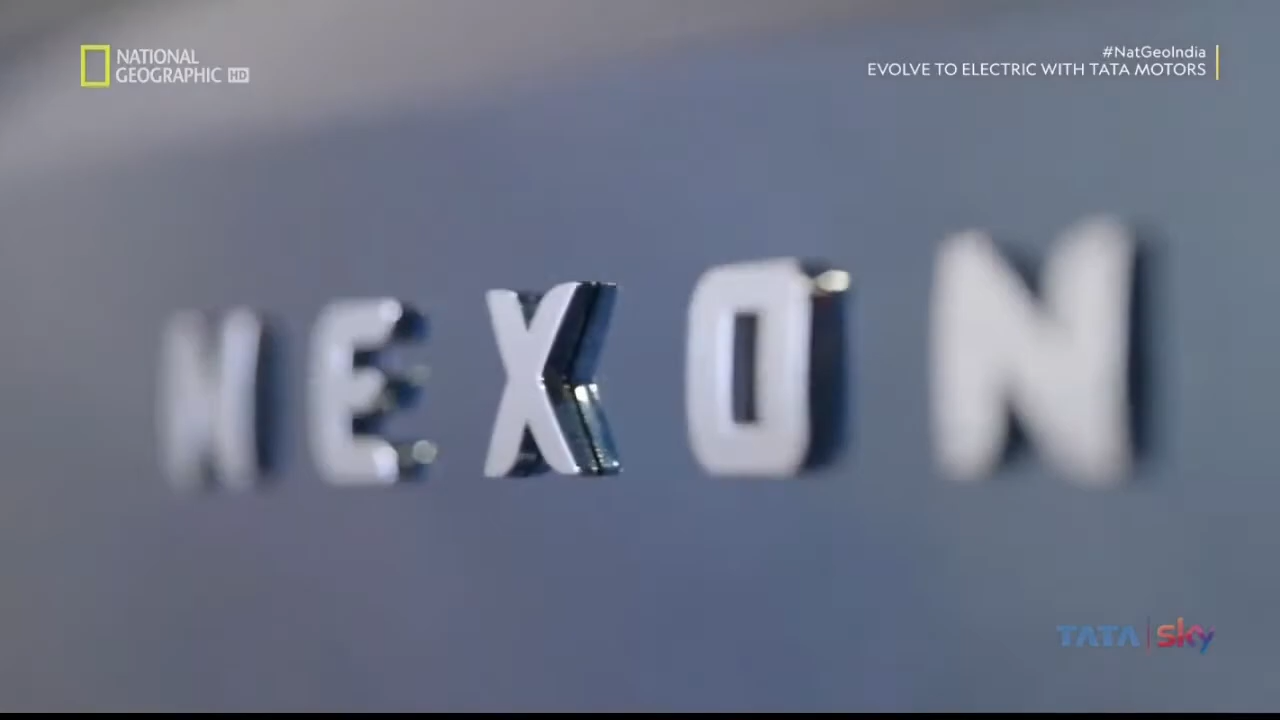 NATIONAL
GEOGRAPHIC HD
#NatGeoIndia
EVOLVE TO ELECTRIC WITH TATA MOTORS
NEXON
TATA sky